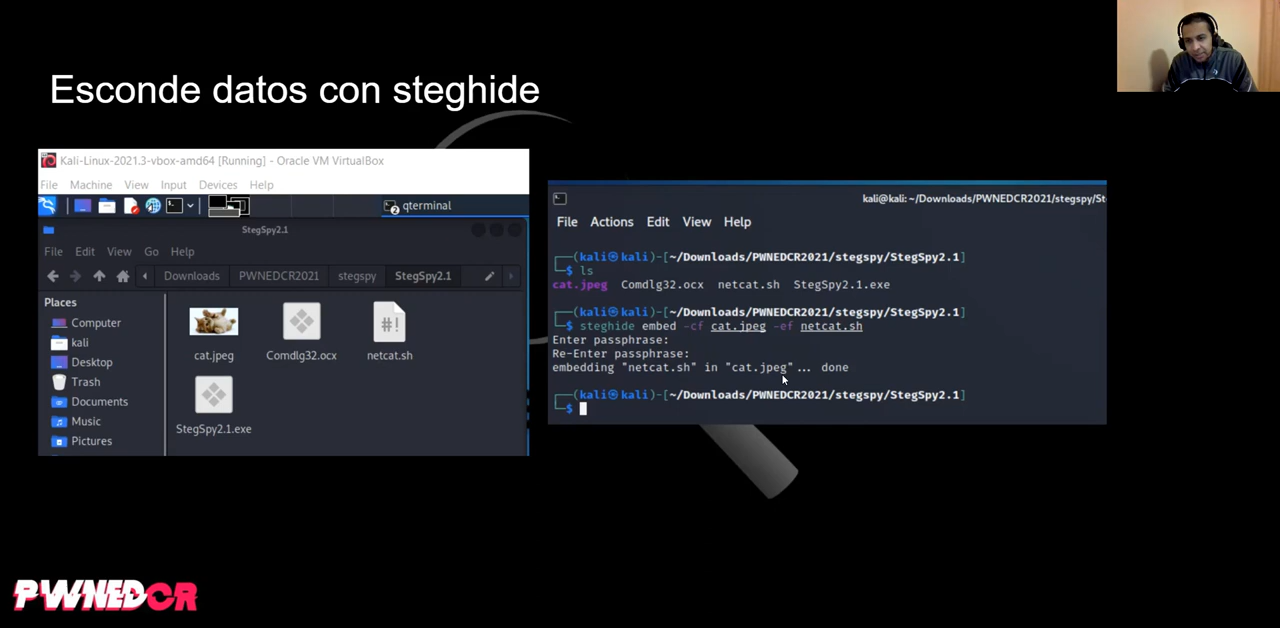 Esconde datos con steghide
Kali-Linux-2021.3-vbox-amd64 [Running] - Oracle VM VirtualBox
File Machine View Input Devices Help
qterminal
StegSpy2.1
File Edit View Go Help
Downloads PWNEDCR2021 stegspy StegSpy2.1
Places
Computer
kali
Desktop
Trash
Documents
Music
Pictures
cat.jpeg Comdlg32.ocx netcat.sh
StegSpy2.1.exe
kali@kali: ~/Downloads/PWNEDCR2021/stegspy/St
File Actions Edit View Help
┌──(kali㉿kali)-[~/Downloads/PWNEDCR2021/stegspy/StegSpy2.1]
└─$ ls
cat.jpeg Comdlg32.ocx netcat.sh StegSpy2.1.exe
┌──(kali㉿kali)-[~/Downloads/PWNEDCR2021/stegspy/StegSpy2.1]
└─$ steghide embed -cf cat.jpeg -ef netcat.sh
Enter passphrase:
Re-Enter passphrase:
embedding "netcat.sh" in "cat.jpeg"... done
┌──(kali㉿kali)-[~/Downloads/PWNEDCR2021/stegspy/StegSpy2.1]
└─$
PWNEDCR